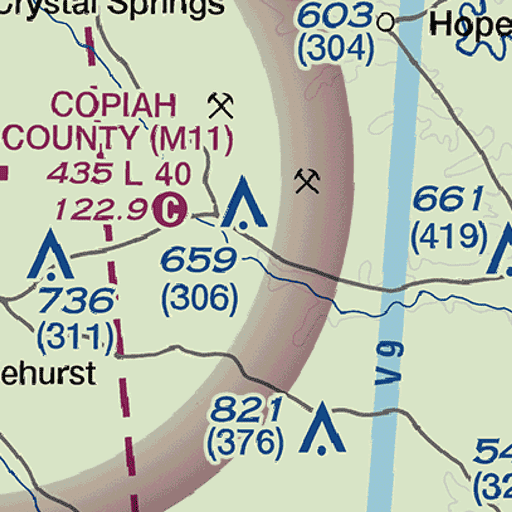 Crystal Springs
603
(304)
Hope
COPIAH
COUNTY (M11)
435 L 40
122.9 C
661
(419)
659
(306)
736
(311)
ehurst
V 9
821
(376)
54
(32